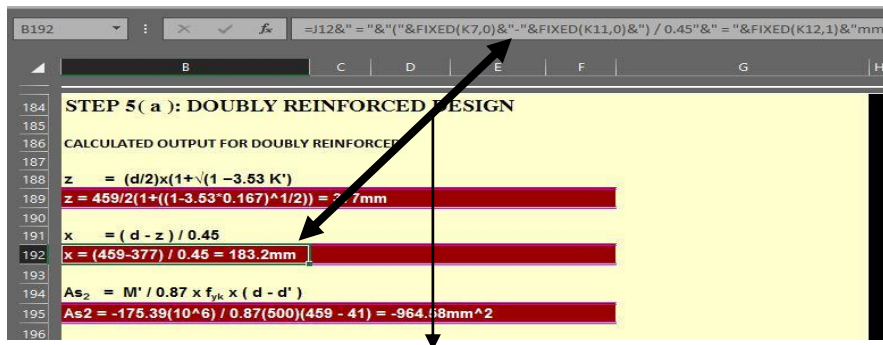 B192 fx =J12&" = "&"("&FIXED(K7,0)&"-"&FIXED(K11,0)&") / 0.45"&" = "&FIXED(K12,1)&"mm
B C D E F G H
184 STEP 5( a ): DOUBLY REINFORCED DESIGN
185
186 CALCULATED OUTPUT FOR DOUBLY REINFORCED
187
188 z = (d/2)x(1+√(1 –3.53 K')
189 z = 459/2(1+((1-3.53*0.167)^1/2)) = 377mm
190
191 x = ( d - z ) / 0.45
192 x = (459-377) / 0.45 = 183.2mm
193
194 As₂ = M' / 0.87 x fyk x ( d - d' )
195 As2 = -175.39(10^6) / 0.87(500)(459 - 41) = -964.58mm^2
196